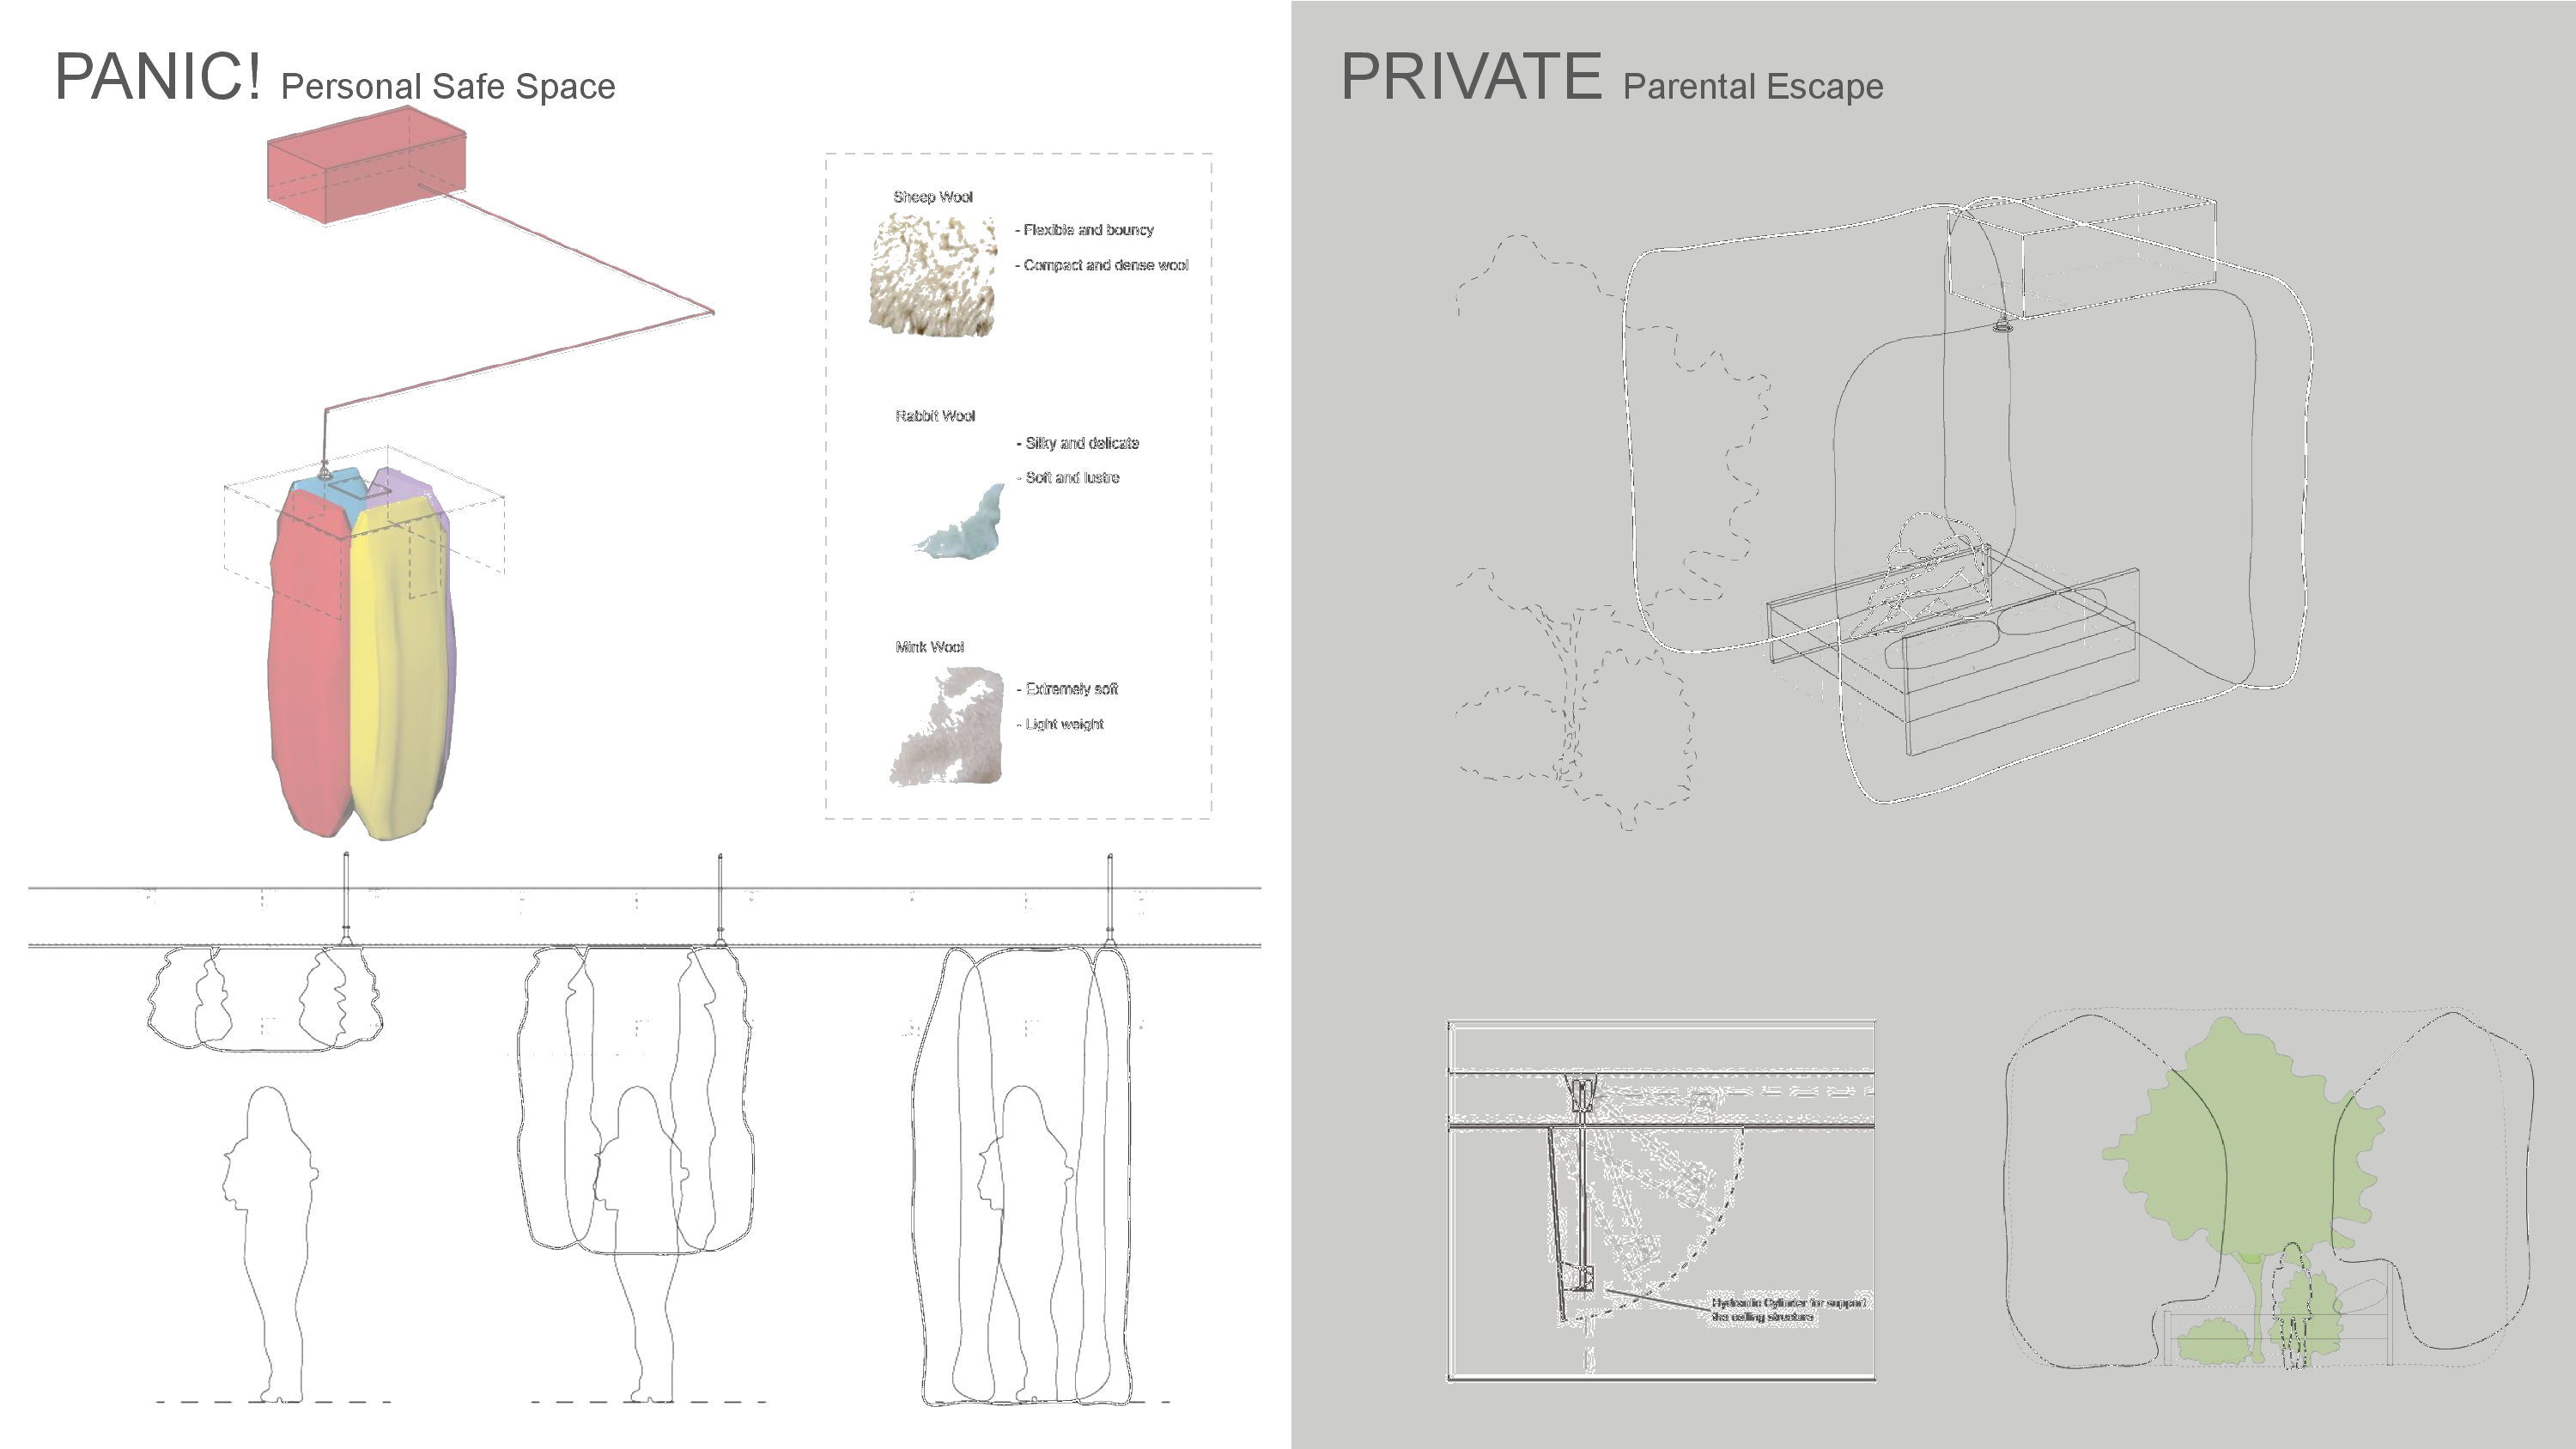 PANIC! Personal Safe Space
Sheep Wool
- Flexible and bouncy
- Compact and dense wool
Rabbit Wool
- Silky and delicate
- Soft and lustre
Mink Wool
- Extremely soft
- Light weight
PRIVATE Parental Escape
Hydraulic Cylinder for support
the ceiling structure